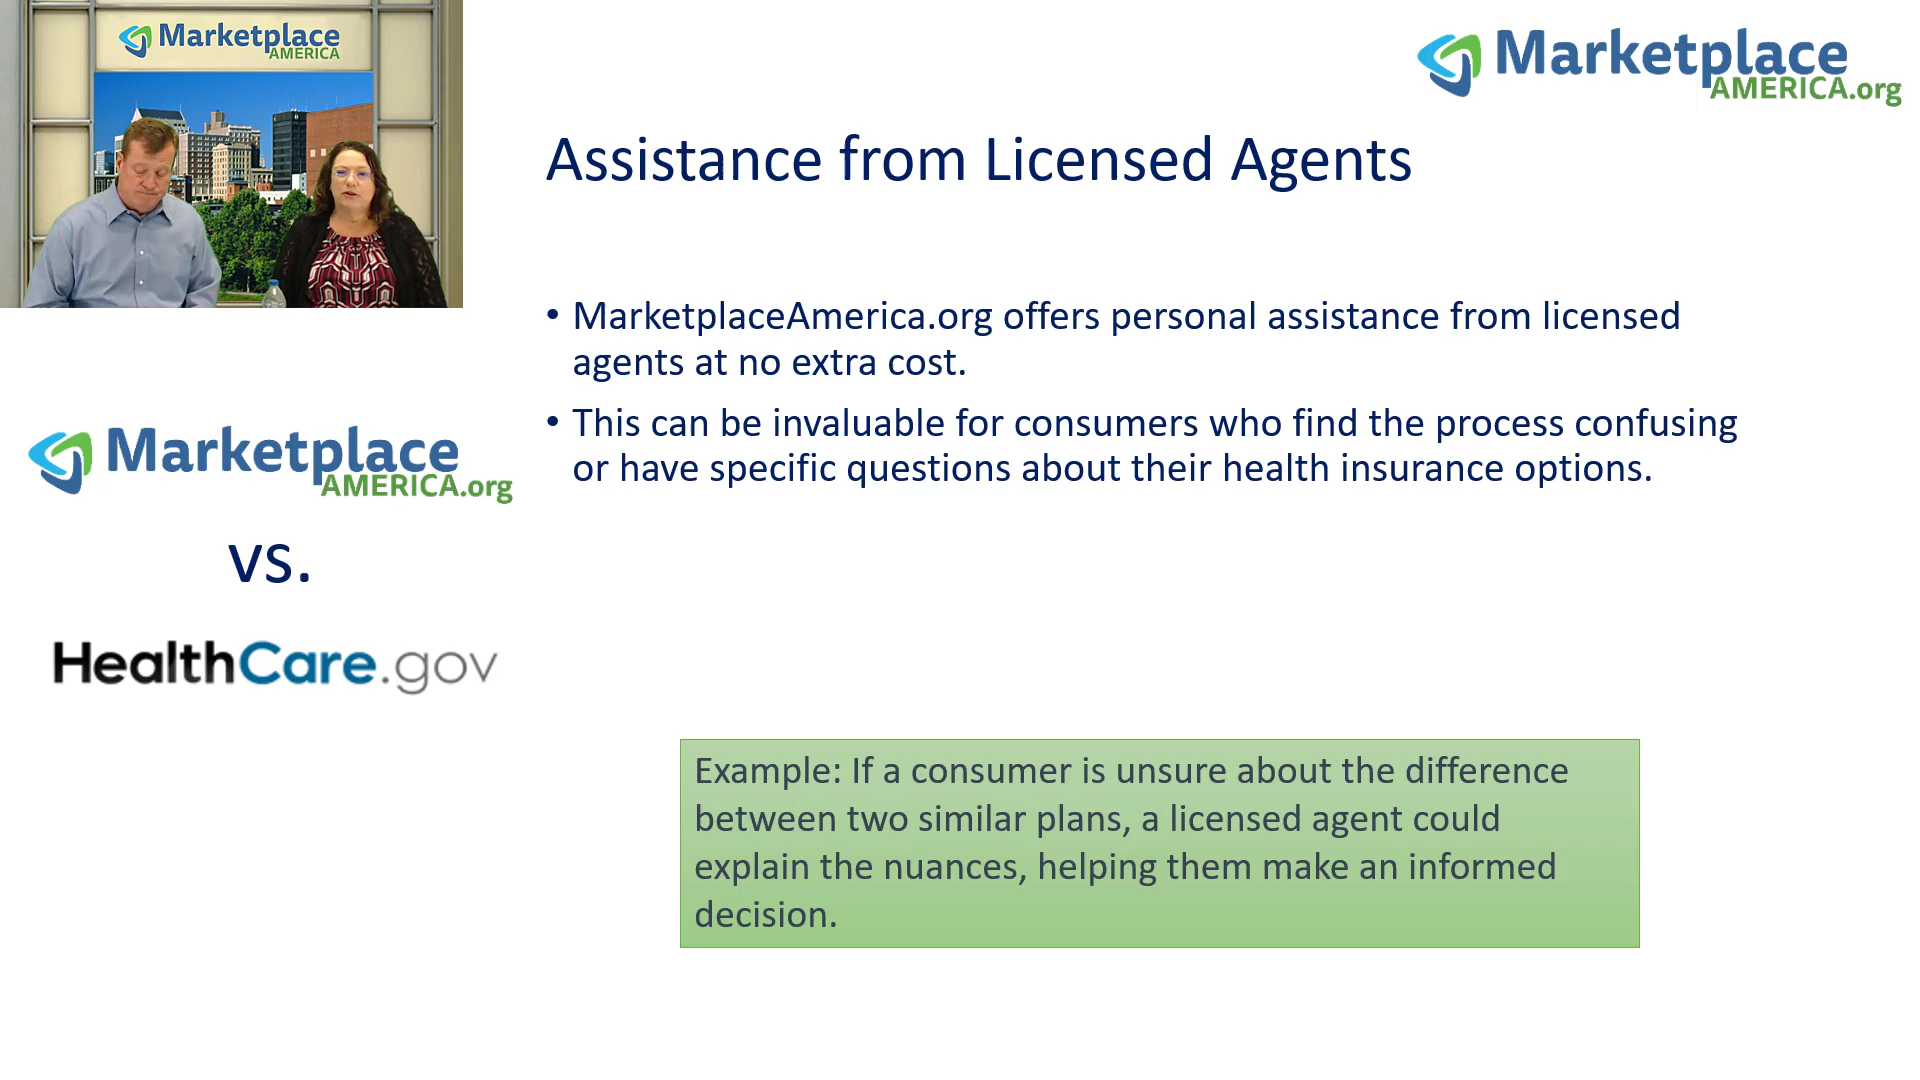 Marketplace
AMERICA
Marketplace
AMERICA.org
Assistance from Licensed Agents
• MarketplaceAmerica.org offers personal assistance from licensed
agents at no extra cost.
• This can be invaluable for consumers who find the process confusing
or have specific questions about their health insurance options.
Marketplace
AMERICA.org
vs.
HealthCare.gov
Example: If a consumer is unsure about the difference
between two similar plans, a licensed agent could
explain the nuances, helping them make an informed
decision.